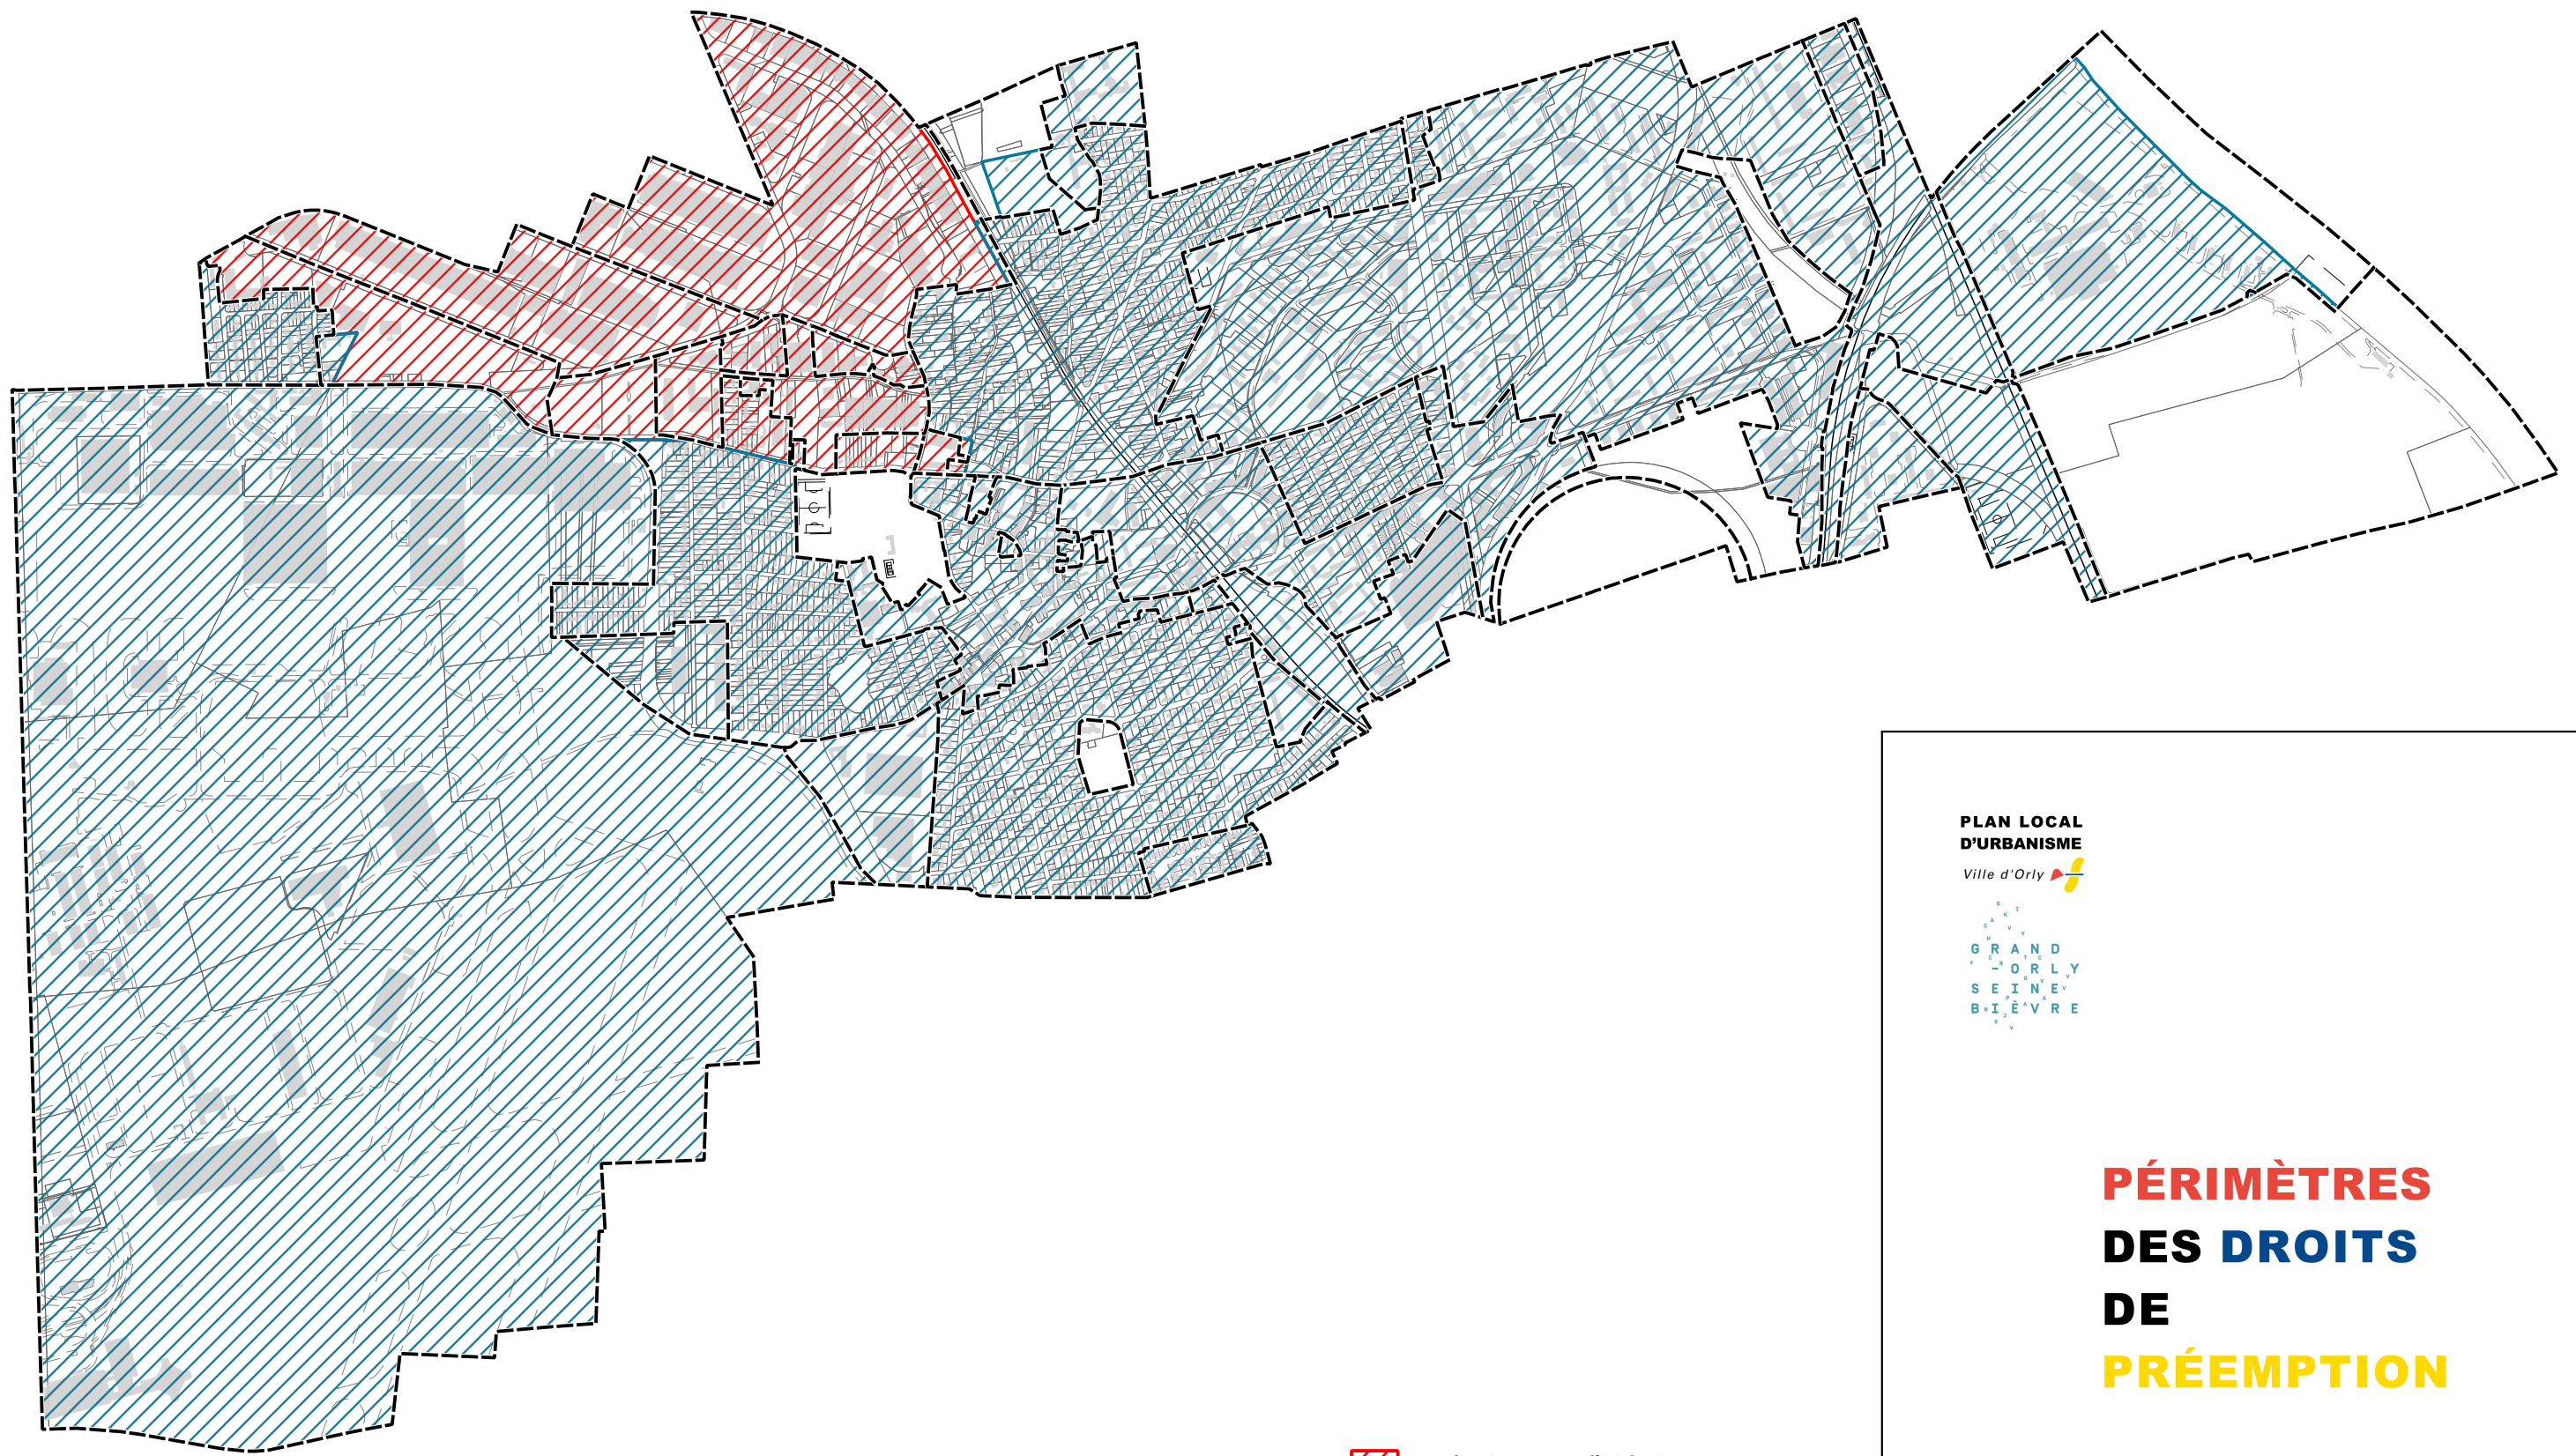 PLAN LOCAL
D'URBANISME
Ville d'Orly
GRAND
-ORLY
SEINE
BIÈVRE
PÉRIMÈTRES
DES DROITS
DE
PRÉEMPTION